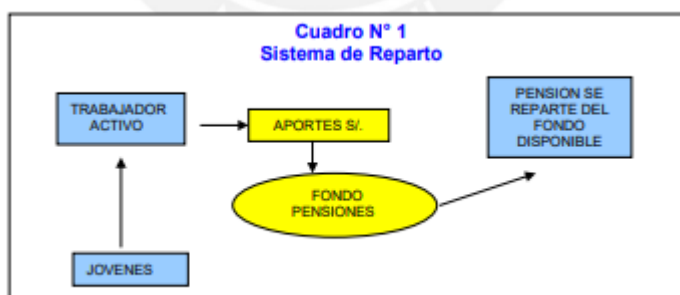 Cuadro N° 1
Sistema de Reparto
TRABAJADOR
ACTIVO
APORTES S/.
PENSION SE
REPARTE DEL
FONDO
DISPONIBLE
FONDO
PENSIONES
JOVENES